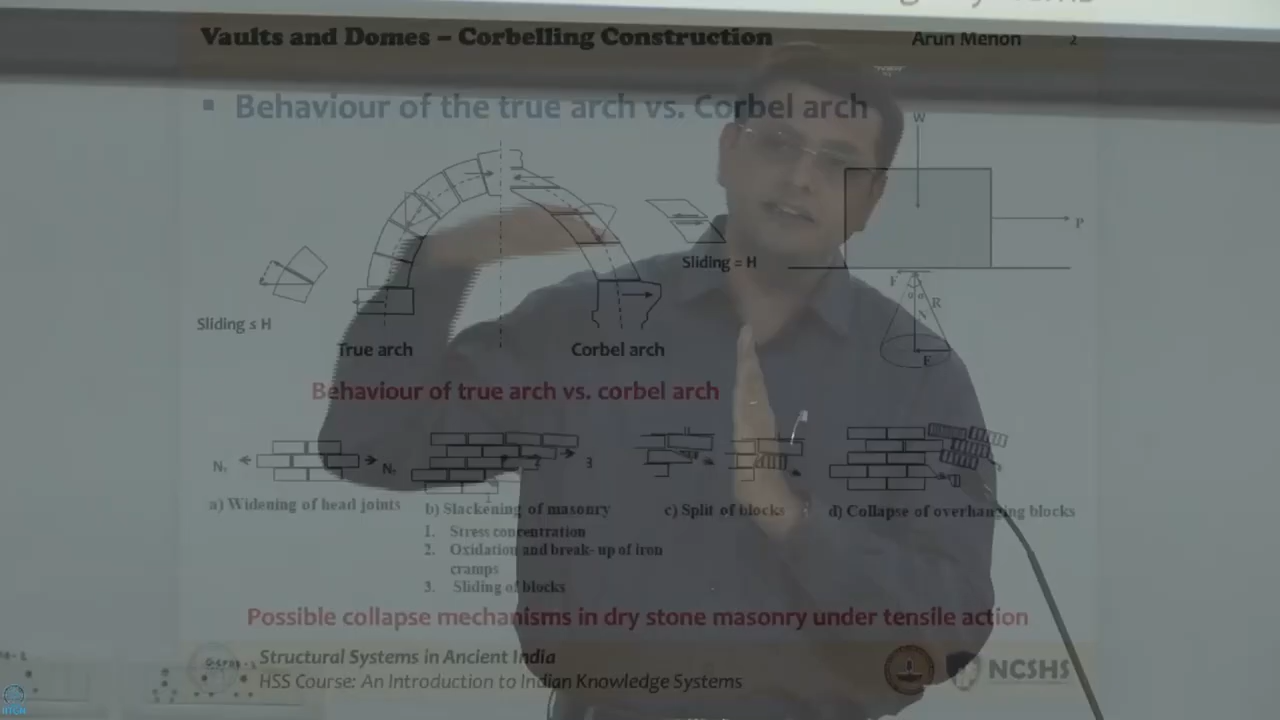 Vaults and Domes – Corbelling Construction
Arun Menon
2
▪ Behaviour of the true arch vs. Corbel arch
W
P
Sliding = H
F
R
Sliding ≤ H
F
True arch
Corbel arch
Behaviour of true arch vs. corbel arch
2
3
1
a) Widening of head joints
b) Slackening of masonry
c) Split of blocks
d) Collapse of overhanging blocks
1. Stress concentration
2. Oxidation and break-up of iron
cramps
3. Sliding of blocks
Possible collapse mechanisms in dry stone masonry under tensile action
Structural Systems in Ancient India
HSS Course: An Introduction to Indian Knowledge Systems
NCSHS